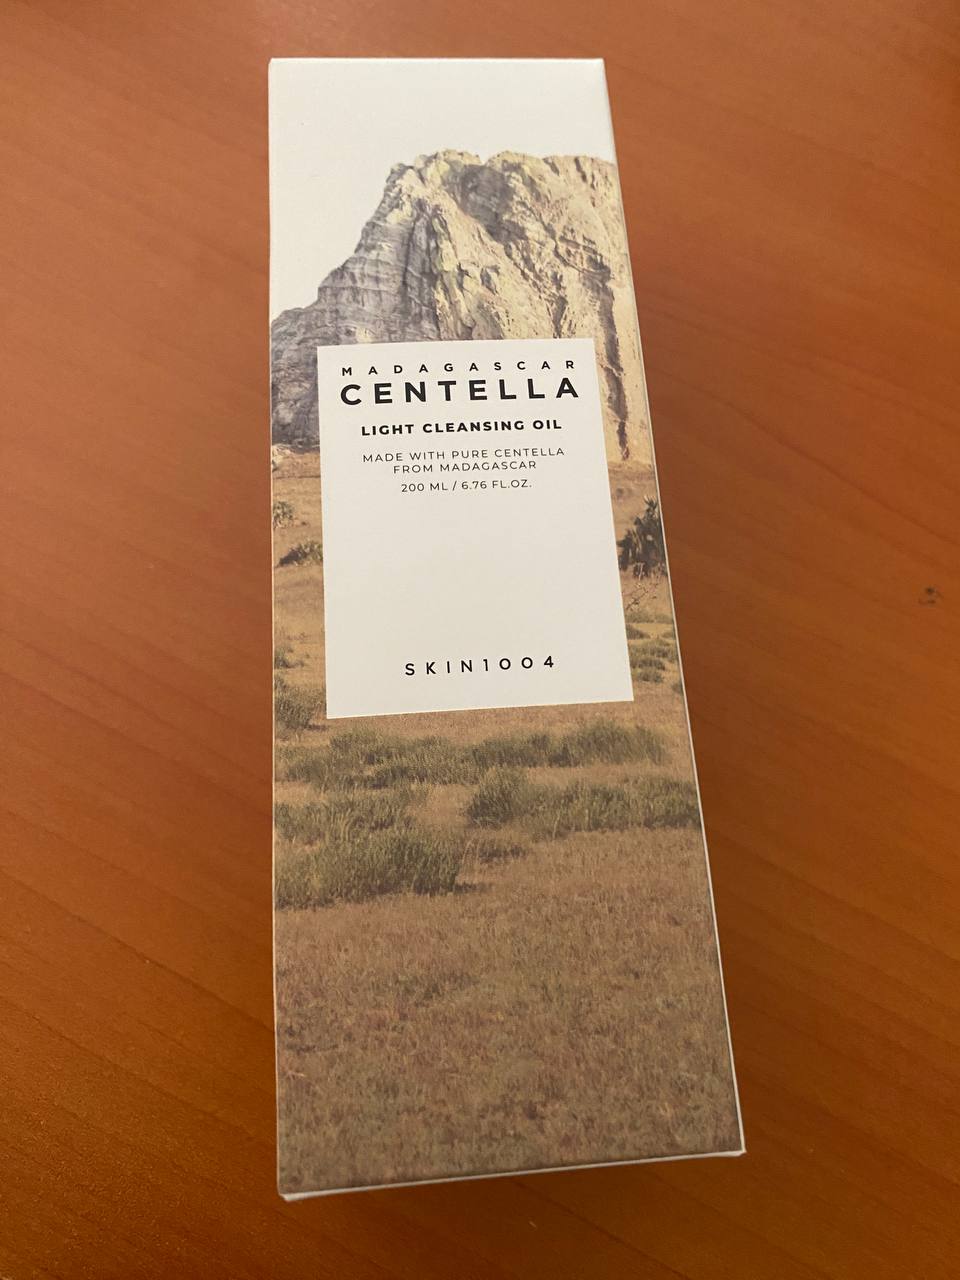 MADAGASCAR
CENTELLA
LIGHT CLEANSING OIL
MADE WITH PURE CENTELLA
FROM MADAGASCAR
200 ML / 6.76 FL.OZ.
SKIN1004